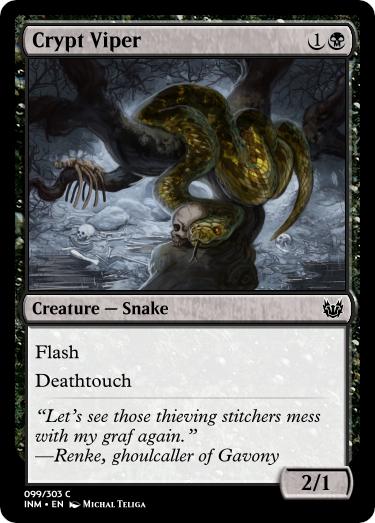 Crypt Viper 1
Creature — Snake
Flash
Deathtouch
“Let’s see those thieving stitchers mess
with my graf again.”
—Renke, ghoulcaller of Gavony
2/1
099/303 C
INM • EN Michal Teliga